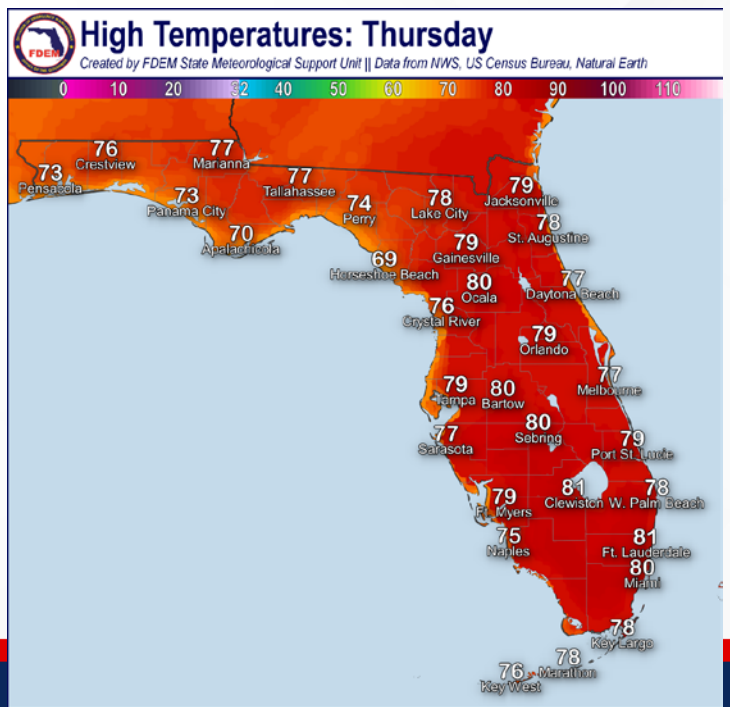 High Temperatures: Thursday
Created by FDEM State Meteorological Support Unit || Data from NWS, US Census Bureau, Natural Earth
FDEM
0 10 20 32 40 50 60 70 80 90 100 110
76
Crestview
77
Marianna
73
Pensacola
77
Tallahassee
73
Panama City
74
Perry
78
Lake City
79
Jacksonville
70
Apalachicola
78
St. Augustine
79
Gainesville
69
Horseshoe Beach
80
Ocala
77
Daytona Beach
76
Crystal River
79
Orlando
77
Melbourne
79
Tampa
80
Bartow
80
Sebring
77
Sarasota
79
Port St. Lucie
79
Ft. Myers
81
Clewiston
78
W. Palm Beach
75
Naples
81
Ft. Lauderdale
80
Miami
78
Key Largo
78
Marathon
76
Key West